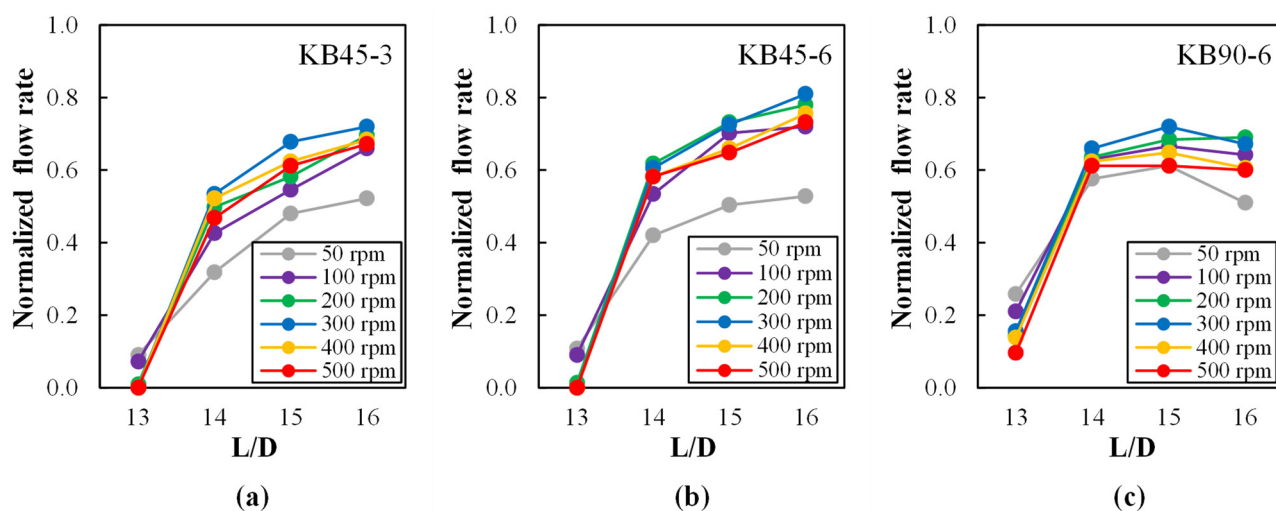 KB45-3
Normalized flow rate
1.0
0.8
0.6
0.4
0.2
0.0
50 rpm
100 rpm
200 rpm
300 rpm
400 rpm
500 rpm
13 14 15 16
L/D
(a)
KB45-6
Normalized flow rate
1.0
0.8
0.6
0.4
0.2
0.0
50 rpm
100 rpm
200 rpm
300 rpm
400 rpm
500 rpm
13 14 15 16
L/D
(b)
KB90-6
Normalized flow rate
1.0
0.8
0.6
0.4
0.2
0.0
50 rpm
100 rpm
200 rpm
300 rpm
400 rpm
500 rpm
13 14 15 16
L/D
(c)